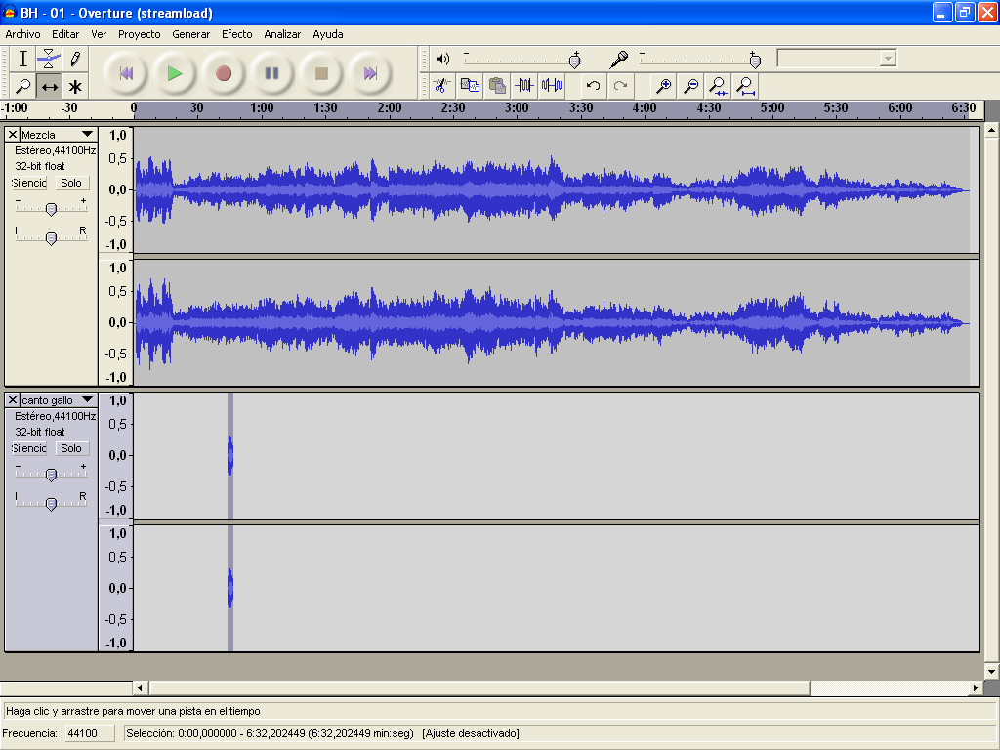 BH - 01 - Overture (streamload)
Archivo Editar Ver Proyecto Generar Efecto Analizar Ayuda
-1:00 -30 0 30 1:00 1:30 2:00 2:30 3:00 3:30 4:00 4:30 5:00 5:30 6:00 6:30
Mezcla
Estéreo,44100Hz
32-bit float
Silencio Solo
- +
I R
1,0
0,5
0,0
-0,5
-1,0
1,0
0,5
0,0
-0,5
-1,0
canto gallo
Estéreo,44100Hz
32-bit float
Silencio Solo
- +
I R
1,0
0,5
0,0
-0,5
-1,0
1,0
0,5
0,0
-0,5
-1,0
Haga clic y arrastre para mover una pista en el tiempo
Frecuencia: 44100 Selección: 0:00,000000 - 6:32,202449 (6:32,202449 min:seg) [Ajuste desactivado]